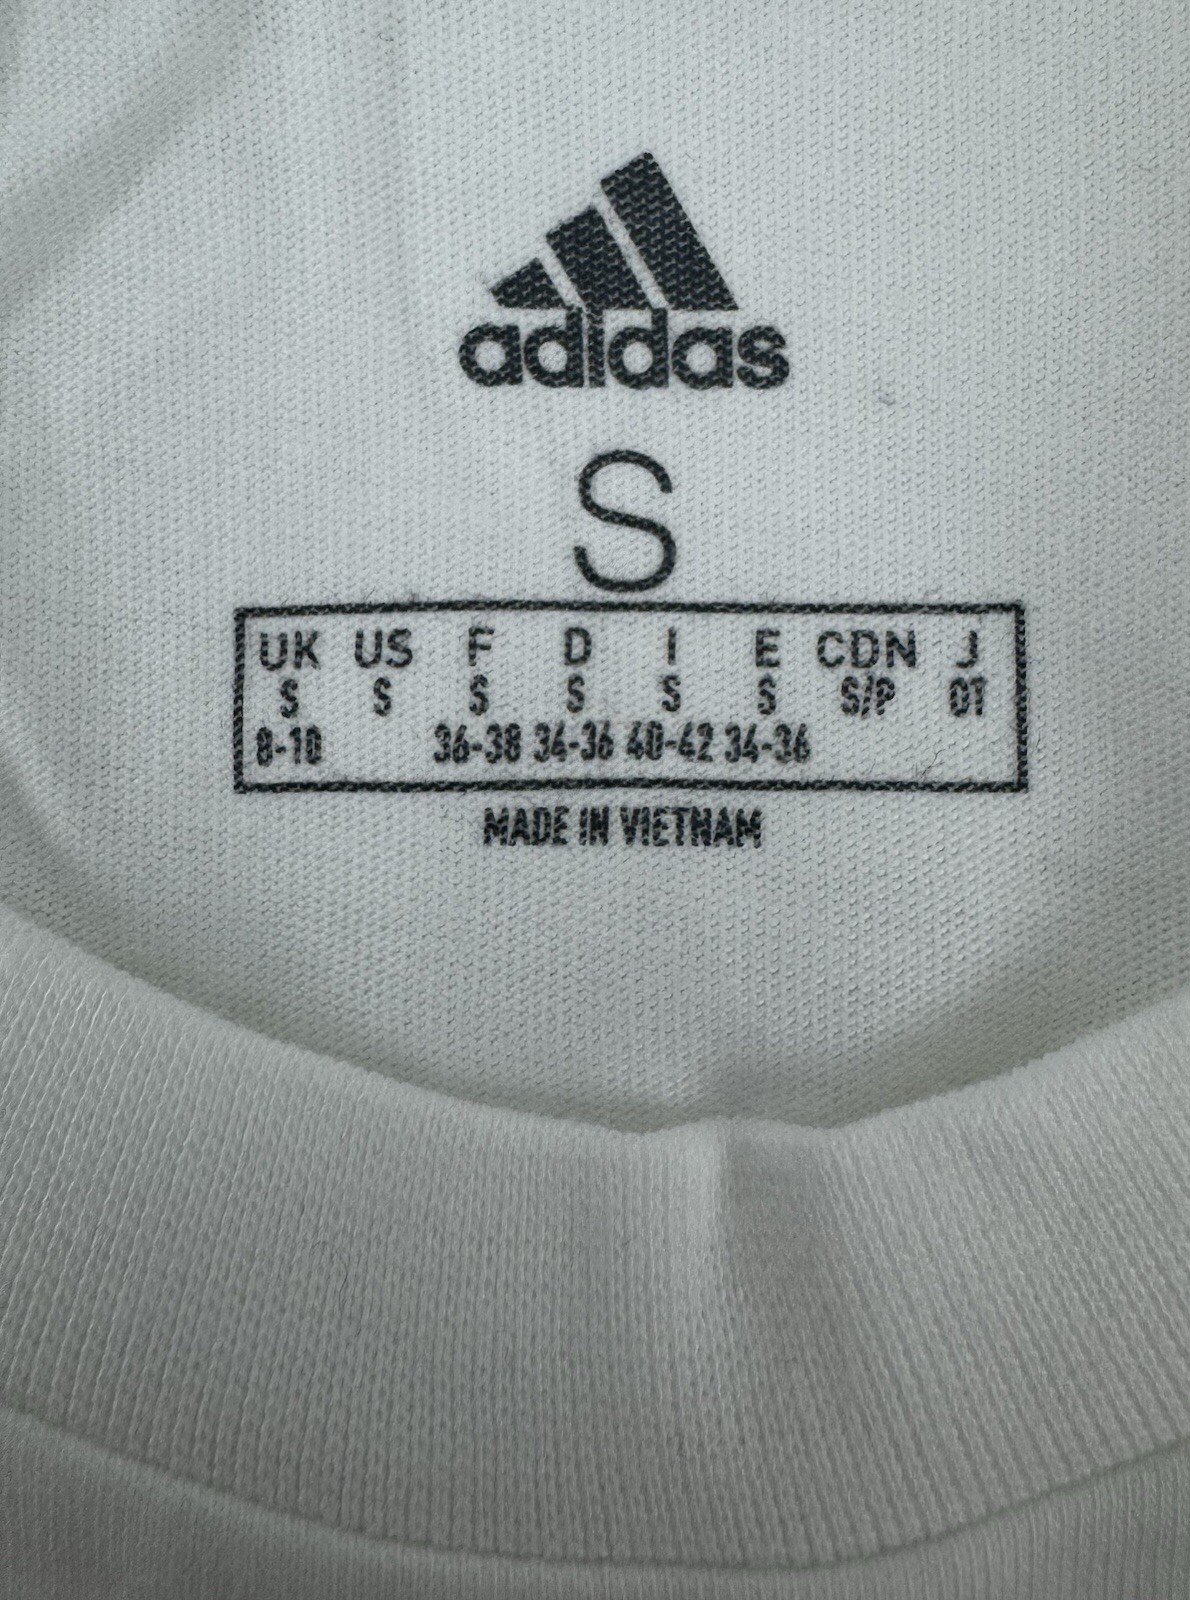 adidas
S
UK US F D I E CDN J
S S S S S S S/P OT
8-10 36-38 34-36 40-42 34-36
MADE IN VIETNAM